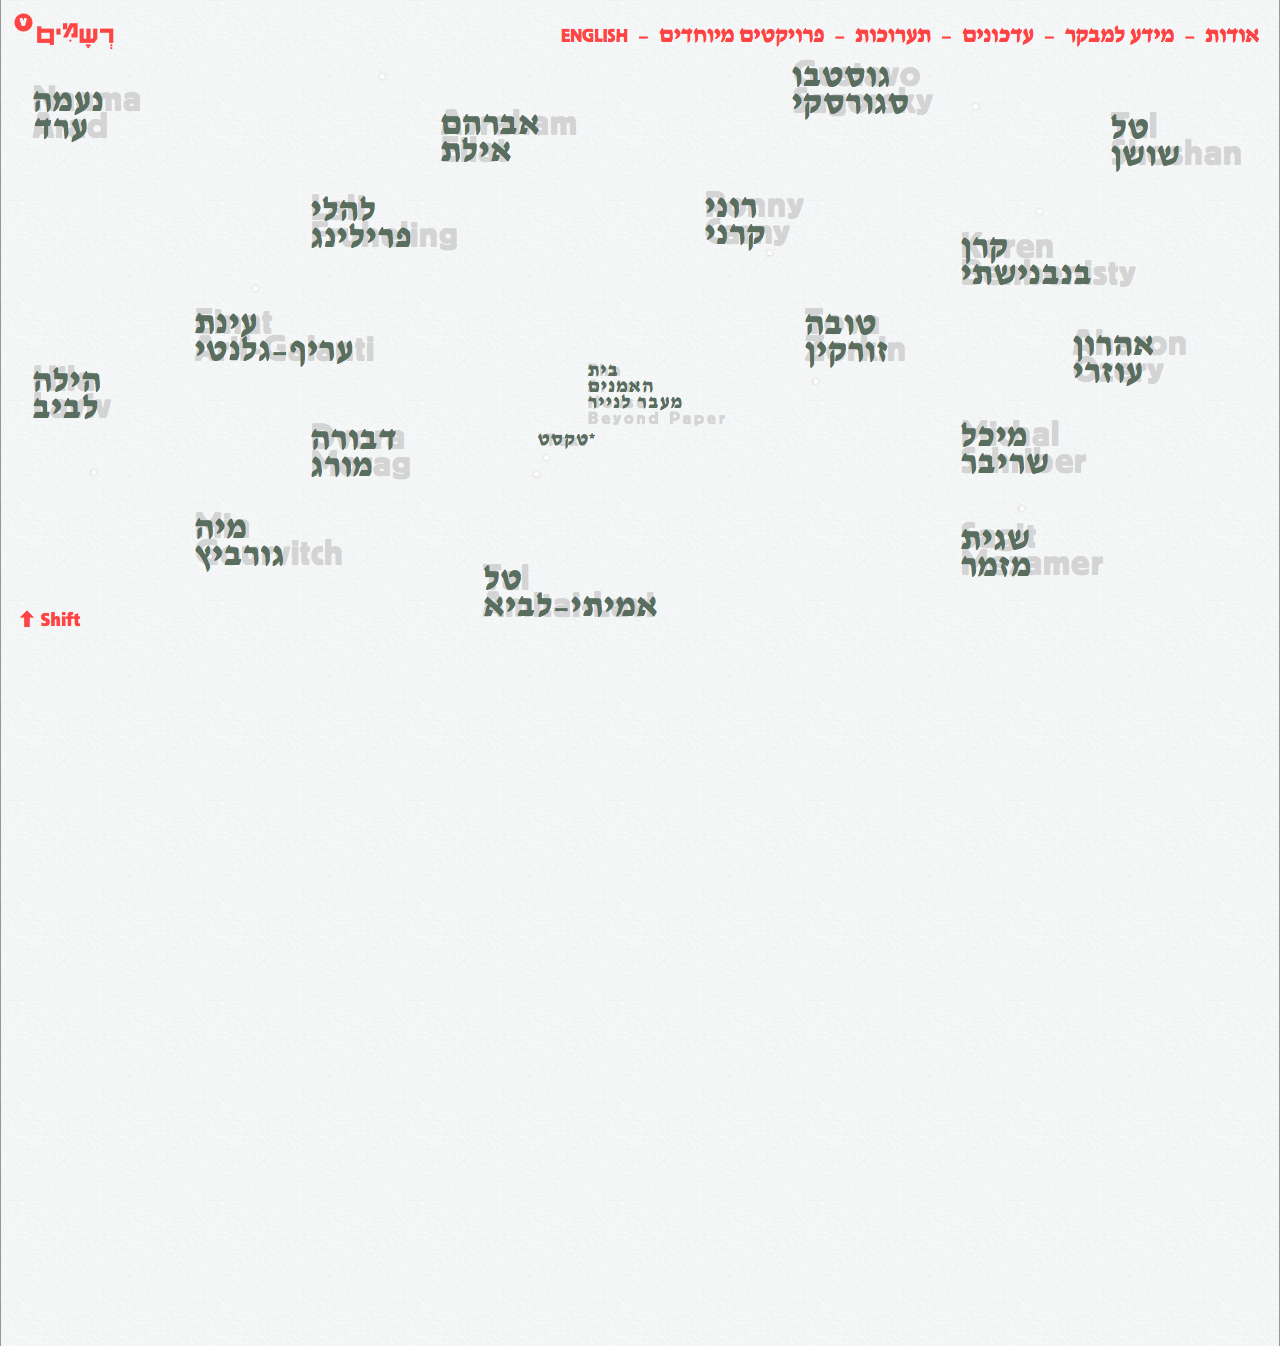 רְשָׁמִּים
7
אודות – מידע למבקר – עדכונים – תערוכות – פרויקטים מיוחדים – ENGLISH
גוסטבו
סגורסקי
נעמה
ערד
אברהם
אילת
טל
שושן
להלי
פרילינג
רוני
קרני
קרן
בנבנישתי
עינת
עריף-גלנטי
טובה
זורקין
אהרון
עוזרי
הילה
לביב
בית
האמנים
מעבר לנייר
Beyond Paper
טקסט*
דבורה
מורג
מיכל
שריבר
מיה
גורביץ
שגית
מזמר
טל
אמיתי-לביא
Shift